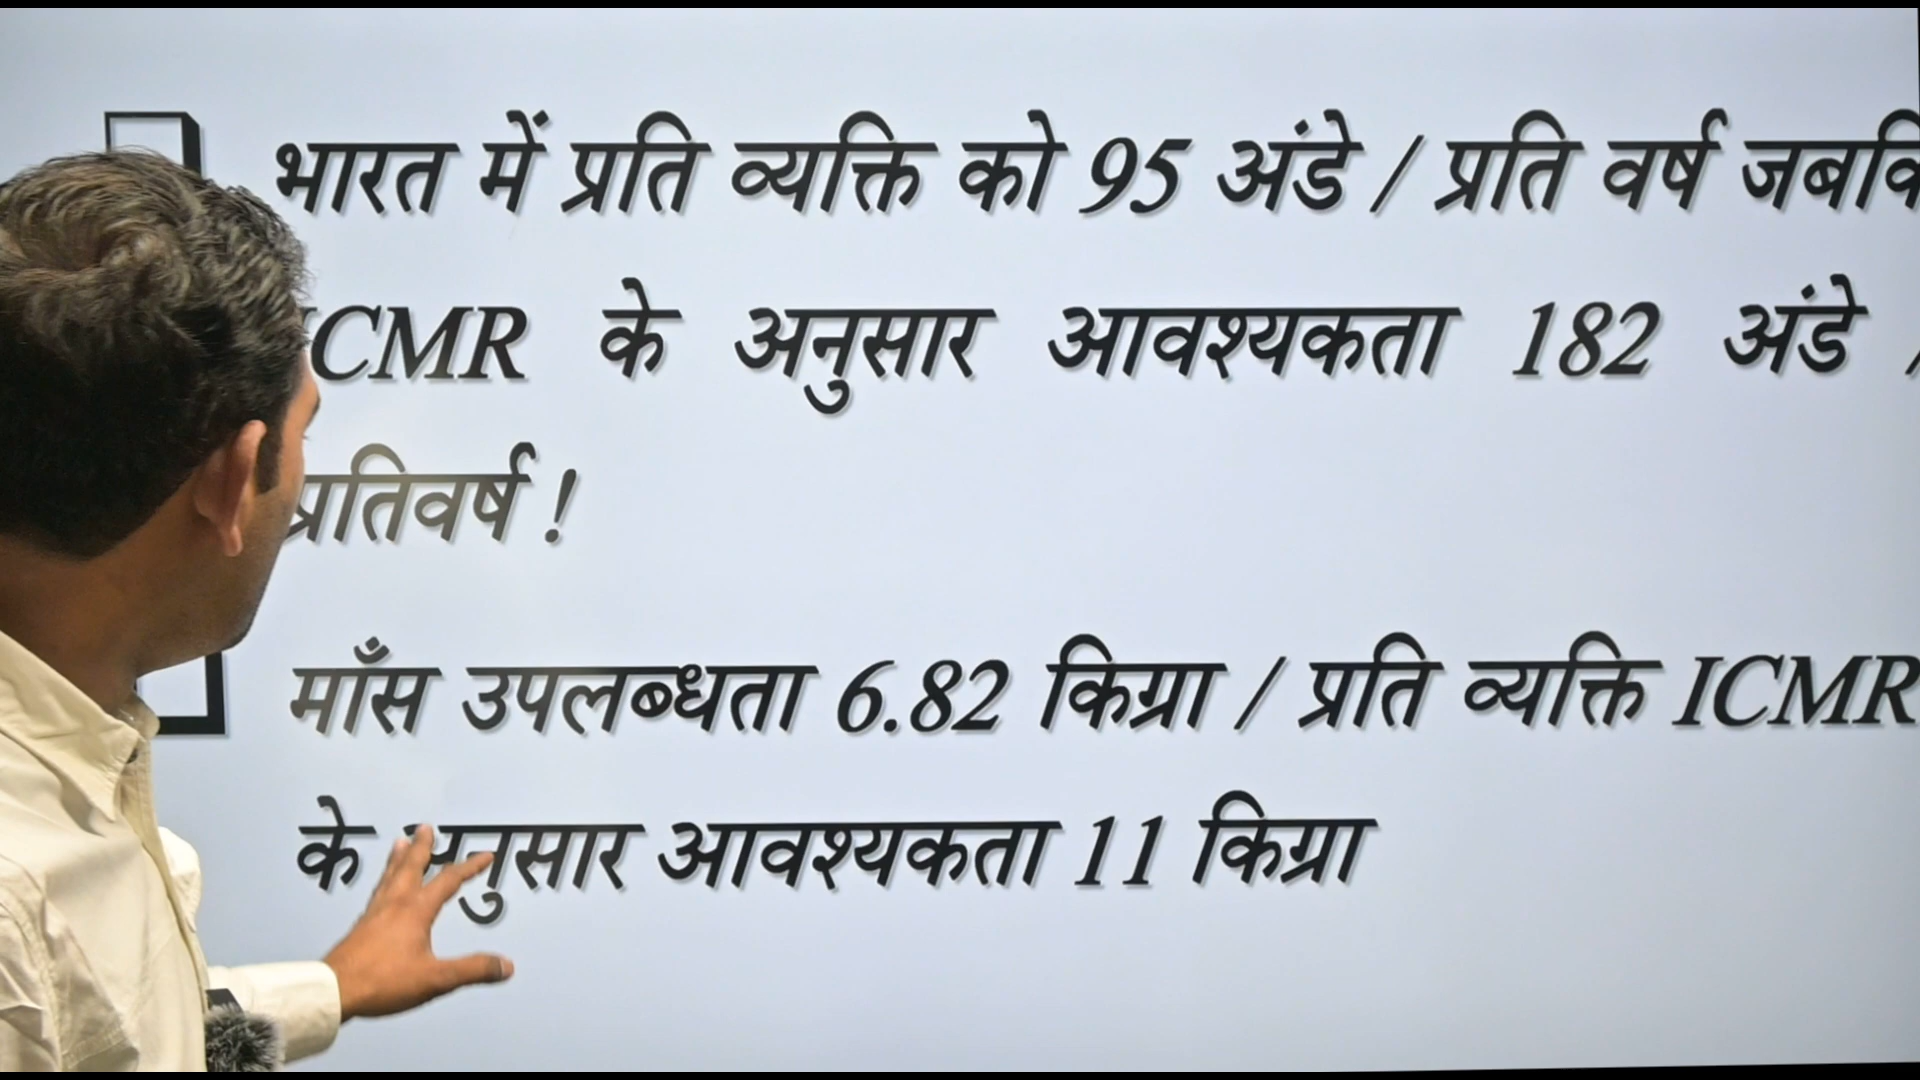 भारत में प्रति व्यक्ति को 95 अंडे / प्रति वर्ष जबकि
ICMR के अनुसार आवश्यकता 182 अंडे /
प्रतिवर्ष !
माँस उपलब्धता 6.82 किग्रा / प्रति व्यक्ति ICMR
के अनुसार आवश्यकता 11 किग्रा